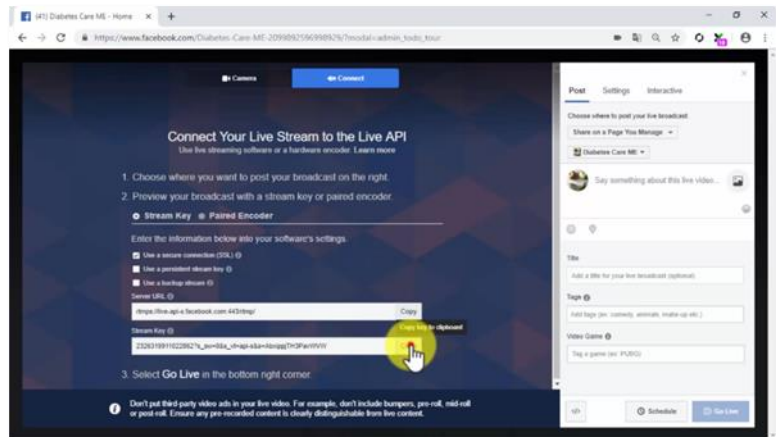 (41) Diabetes Care ME - Home
https://www.facebook.com/Diabetes-Care-ME-2099092596998929/?modal=admin_todo_tour
Camera
Connect
Connect Your Live Stream to the Live API
Use live streaming software or a hardware encoder. Learn more
1. Choose where you want to post your broadcast on the right.
2. Preview your broadcast with a stream key or paired encoder.
Stream Key
Paired Encoder
Enter the information below into your software's settings.
Use a secure connection (SSL)
Use a persistent stream key
Use a backup stream
Server URL
rtmps://live-api-s.facebook.com:443/rtmp/
Copy
Copy key to clipboard
Stream Key
3. Select Go Live in the bottom right corner.
Don't put third-party video ads in your live video. For example, don't include bumpers, pre-roll, mid-roll
or post-roll. Ensure any pre-recorded content is clearly distinguishable from live content.
Post
Settings
Interactive
Choose where to post your live broadcast
Share on a Page You Manage
Diabetes Care ME
Say something about this live video...
Title
Add a title for your live broadcast (optional)
Tags
Add tags (ex: comedy, animals, make-up etc.)
Video Game
Tag a game (ex: PUBG)
</>
Schedule
Go Live